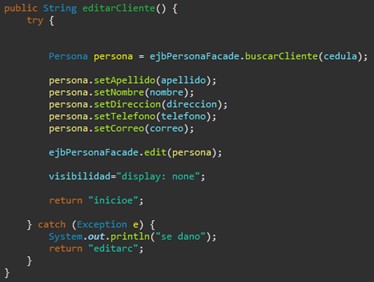 public String editarCliente() {
try {
Persona persona = ejbPersonaFacade.buscarCliente(cedula);
persona.setApellido(apellido);
persona.setNombre(nombre);
persona.setDireccion(direccion);
persona.setTelefono(telefono);
persona.setCorreo(correo);
ejbPersonaFacade.edit(persona);
visibilidad="display: none";
return "inicioe";
} catch (Exception e) {
System.out.println("se dano");
return "editarc";
}
}